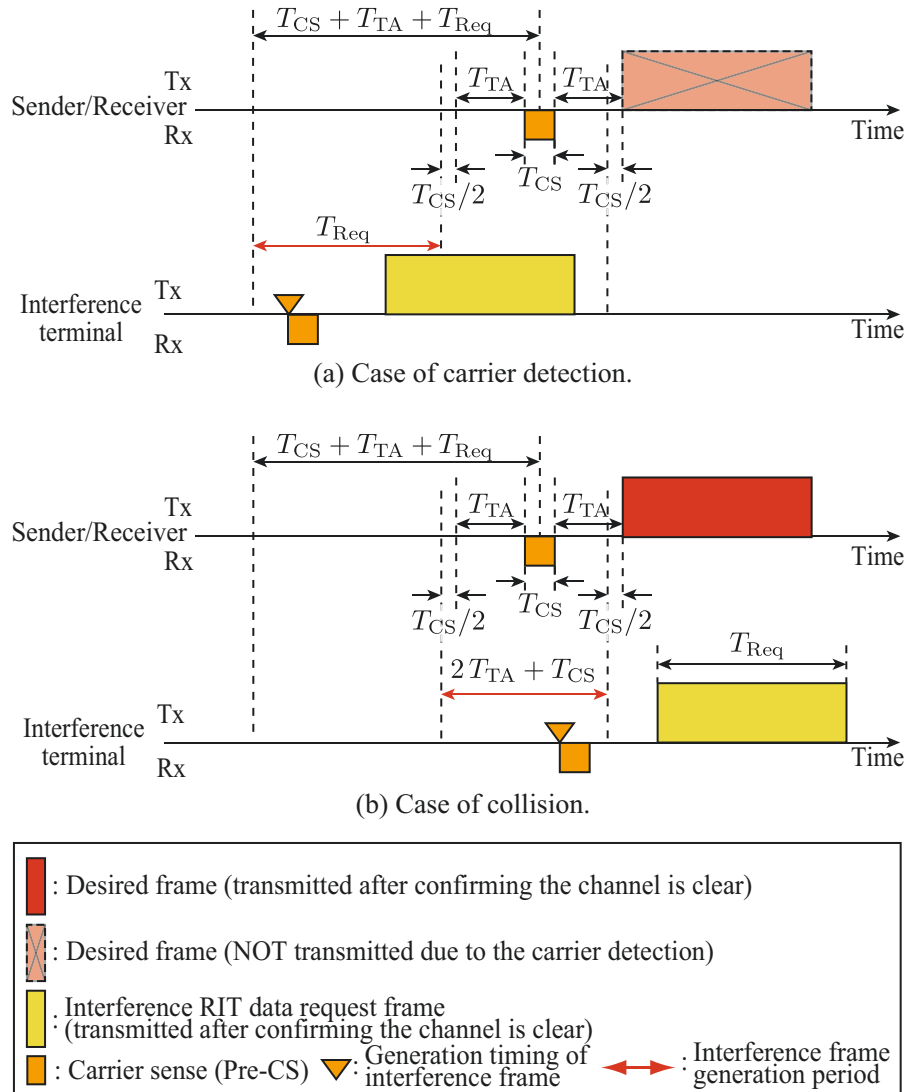 T_CS + T_TA + T_Req
Tx
T_TA
T_TA
Sender/Receiver
Rx
Time
T_CS/2
T_CS
T_CS/2
T_Req
Tx
Interference
terminal
Rx
Time
(a) Case of carrier detection.
T_CS + T_TA + T_Req
Tx
T_TA
T_TA
Sender/Receiver
Rx
Time
T_CS/2
T_CS
T_CS/2
T_Req
2 T_TA + T_CS
Tx
Interference
terminal
Rx
Time
(b) Case of collision.
: Desired frame (transmitted after confirming the channel is clear)
: Desired frame (NOT transmitted due to the carrier detection)
: Interference RIT data request frame
(transmitted after confirming the channel is clear)
: Carrier sense (Pre-CS)
: Generation timing of
interference frame
: Interference frame
generation period